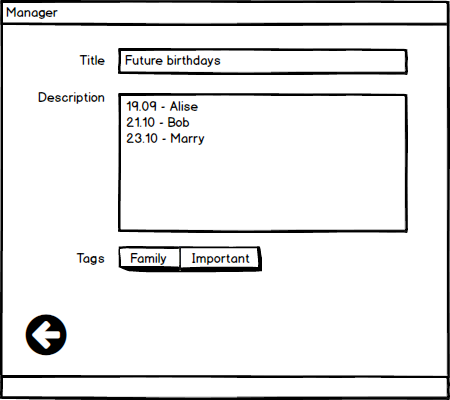 Manager
Title
Future birthdays
Description
19.09 - Alise
21.10 - Bob
23.10 - Marry
Tags
Family
Important